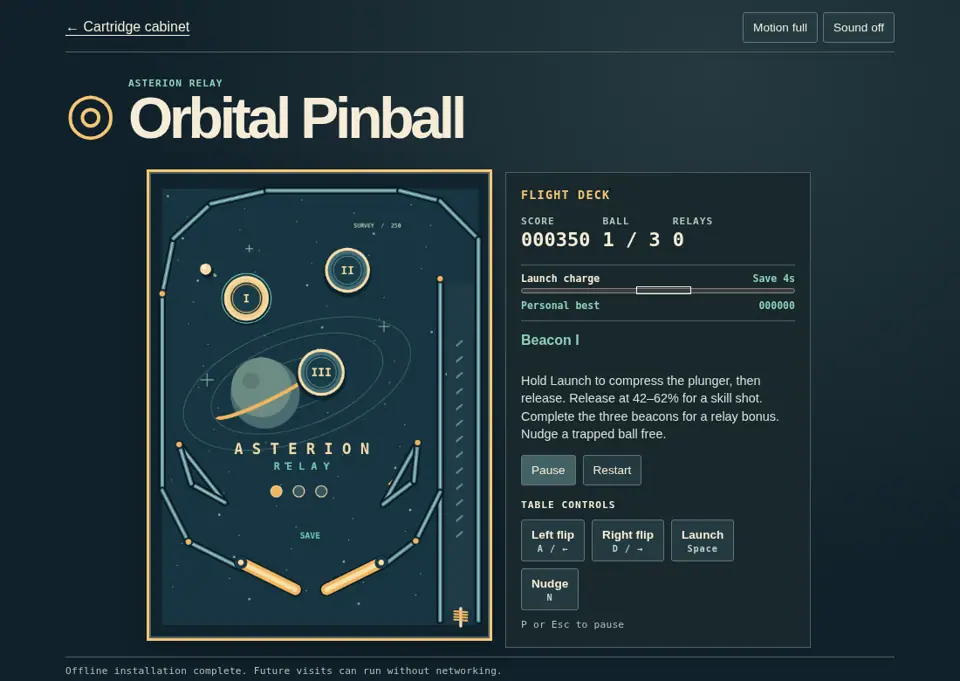 ← Cartridge cabinet
Motion full
Sound off
ASTERION RELAY
Orbital Pinball
SURVEY / 250
I
II
III
ASTERION
RELAY
SAVE
FLIGHT DECK
SCORE BALL RELAYS
000350 1 / 3 0
Launch charge Save 4s
Personal best 000000
Beacon I
Hold Launch to compress the plunger, then
release. Release at 42–62% for a skill shot.
Complete the three beacons for a relay bonus.
Nudge a trapped ball free.
Pause Restart
TABLE CONTROLS
Left flip Right flip Launch
A / ← D / → Space
Nudge
N
P or Esc to pause
Offline installation complete. Future visits can run without networking.